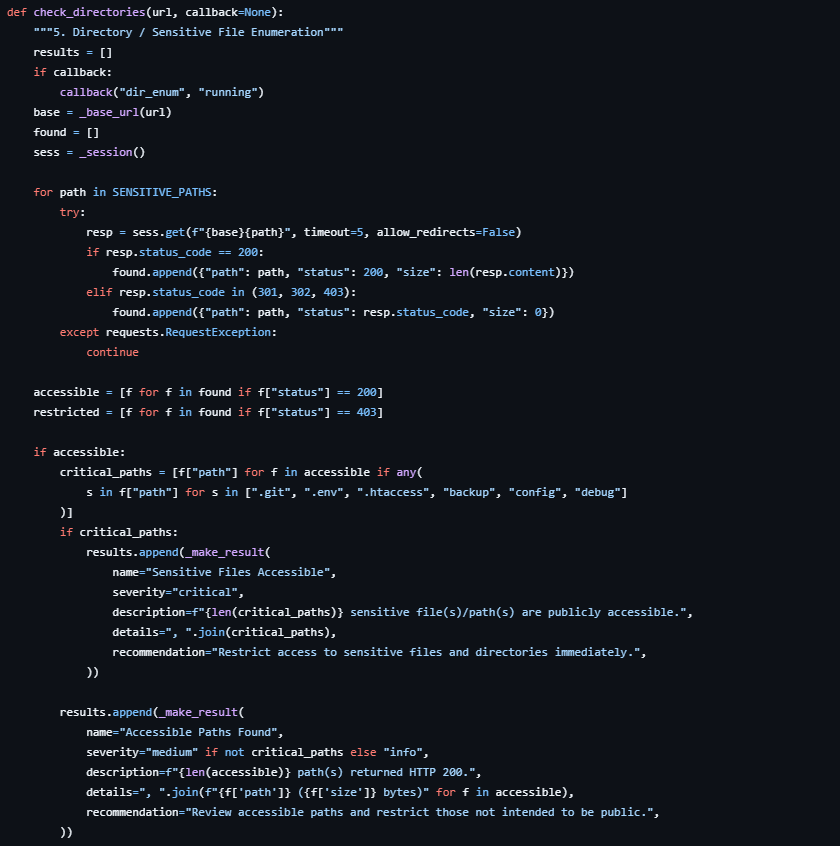 def check_directories(url, callback=None):
    """5. Directory / Sensitive File Enumeration"""
    results = []
    if callback:
        callback("dir_enum", "running")
    base = _base_url(url)
    found = []
    sess = _session()

    for path in SENSITIVE_PATHS:
        try:
            resp = sess.get(f"{base}{path}", timeout=5, allow_redirects=False)
            if resp.status_code == 200:
                found.append({"path": path, "status": 200, "size": len(resp.content)})
            elif resp.status_code in (301, 302, 403):
                found.append({"path": path, "status": resp.status_code, "size": 0})
        except requests.RequestException:
            continue

    accessible = [f for f in found if f["status"] == 200]
    restricted = [f for f in found if f["status"] == 403]

    if accessible:
        critical_paths = [f["path"] for f in accessible if any(
            s in f["path"] for s in [".git", ".env", ".htaccess", "backup", "config", "debug"]
        )]
        if critical_paths:
            results.append(_make_result(
                name="Sensitive Files Accessible",
                severity="critical",
                description=f"{len(critical_paths)} sensitive file(s)/path(s) are publicly accessible.",
                details=", ".join(critical_paths),
                recommendation="Restrict access to sensitive files and directories immediately.",
            ))

        results.append(_make_result(
            name="Accessible Paths Found",
            severity="medium" if not critical_paths else "info",
            description=f"{len(accessible)} path(s) returned HTTP 200.",
            details=", ".join(f"{f['path']} ({f['size']} bytes)" for f in accessible),
            recommendation="Review accessible paths and restrict those not intended to be public.",
        ))